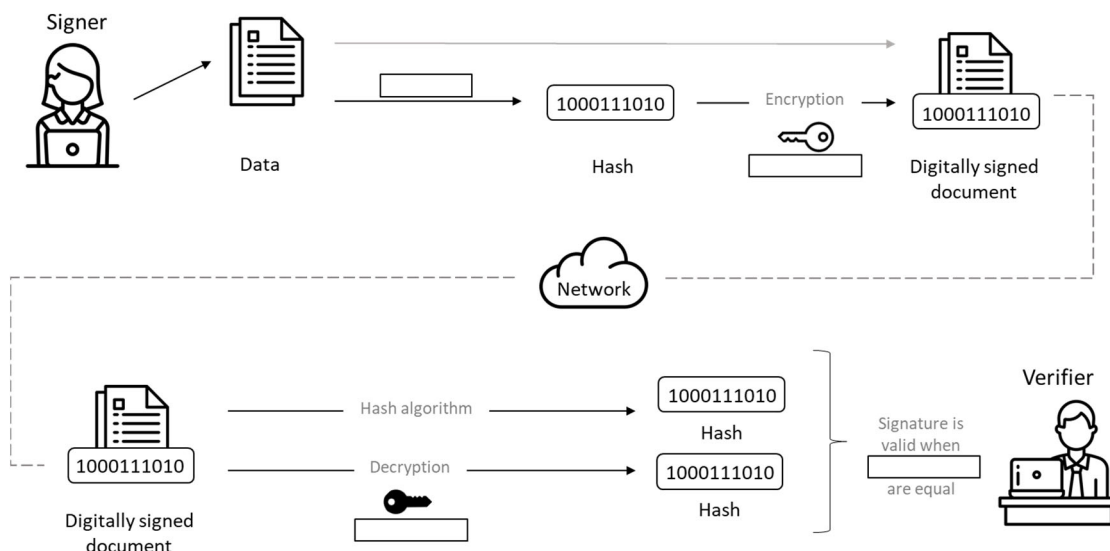 Signer
1000111010
Encryption
1000111010
Data
Hash
Digitally signed
document
Network
Verifier
Hash algorithm
1000111010
Hash
Signature is
valid when
are equal
1000111010
Decryption
1000111010
Hash
Digitally signed
document